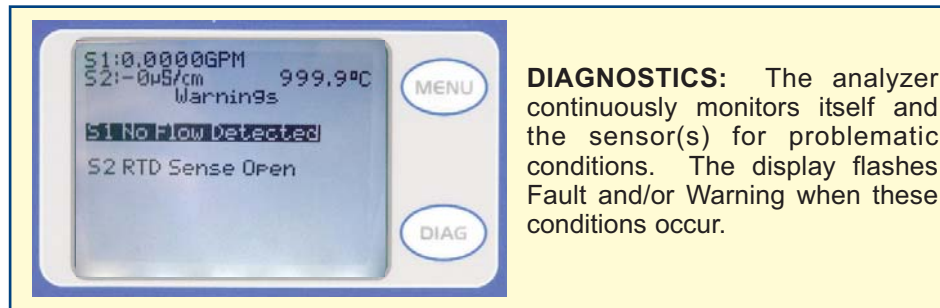 S1:0.0000GPM
S2:-0µS/cm 999.9ºC
Warnings
S1 No Flow Detected
S2 RTD Sense Open
MENU
DIAG
DIAGNOSTICS: The analyzer
continuously monitors itself and
the sensor(s) for problematic
conditions. The display flashes
Fault and/or Warning when these
conditions occur.